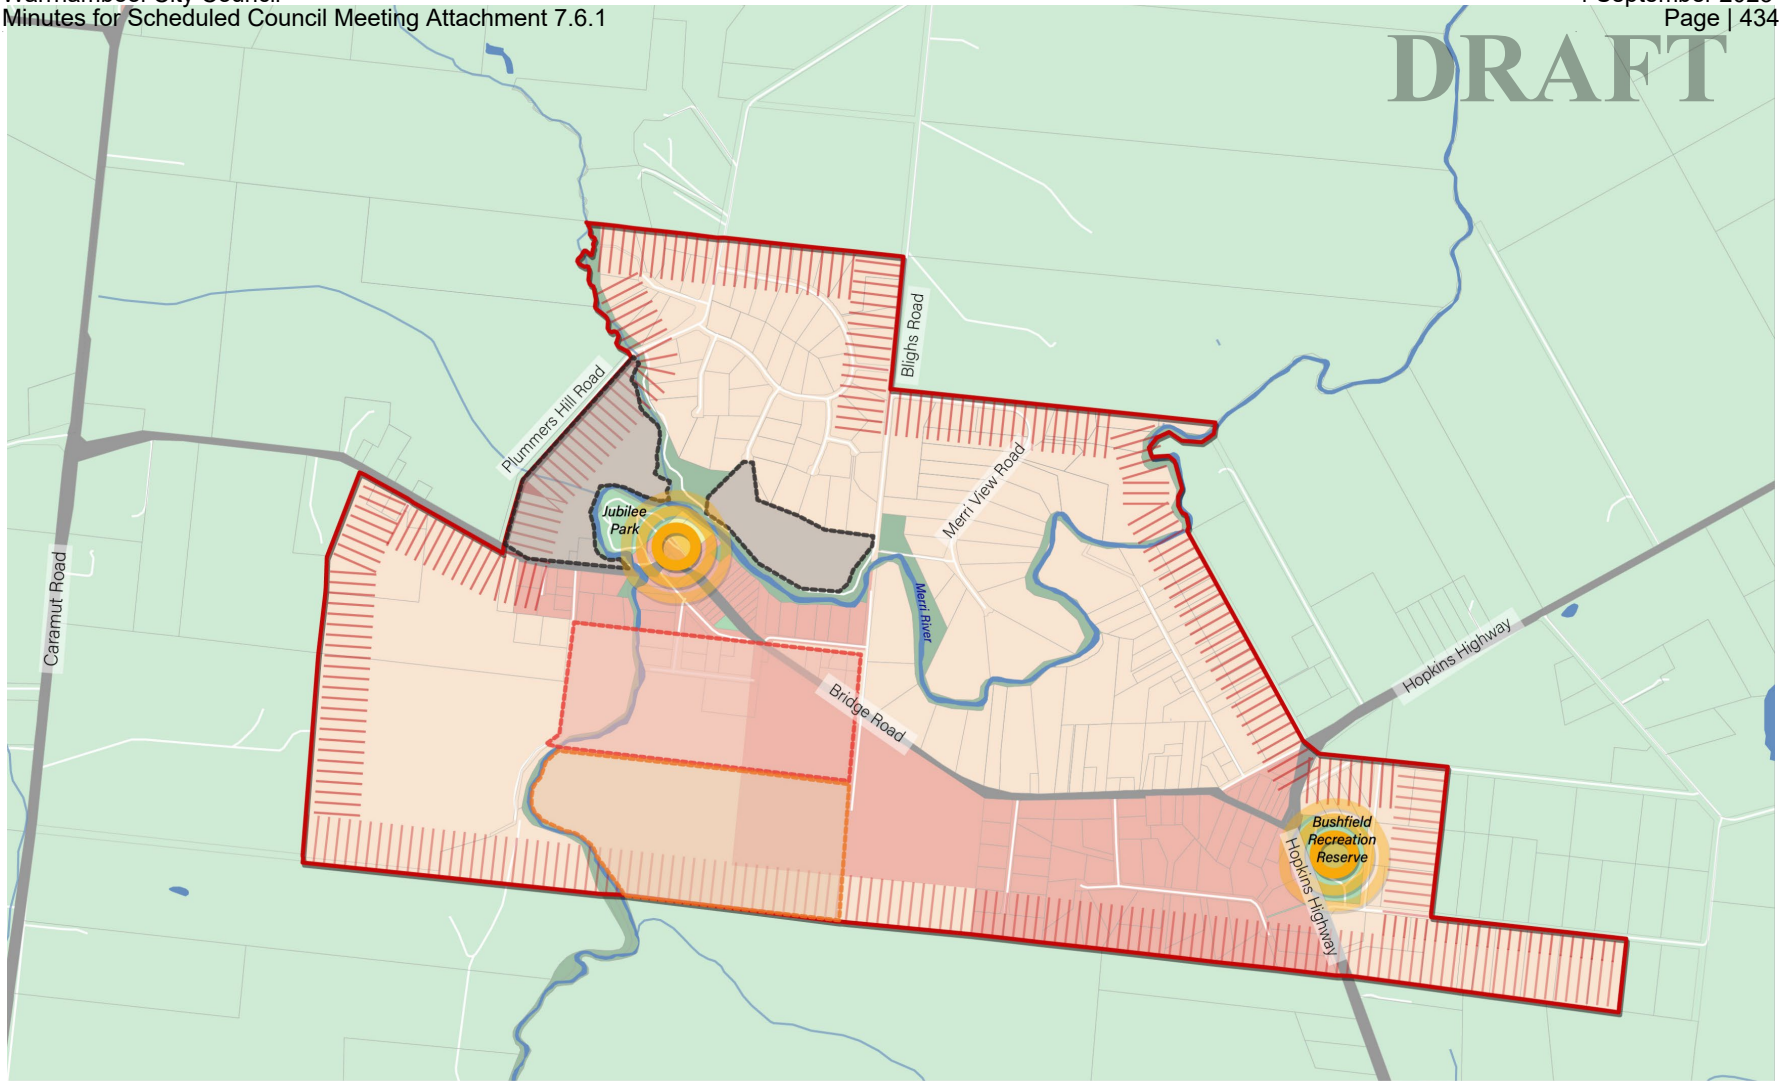 Minutes for Scheduled Council Meeting Attachment 7.6.1
Page | 434
DRAFT
Blighs Road
Plummers Hill Road
Merri View Road
Jubilee
Park
Caramut Road
Merri River
Hopkins Highway
Bridge Road
Bushfield
Recreation
Reserve
Hopkins Highway